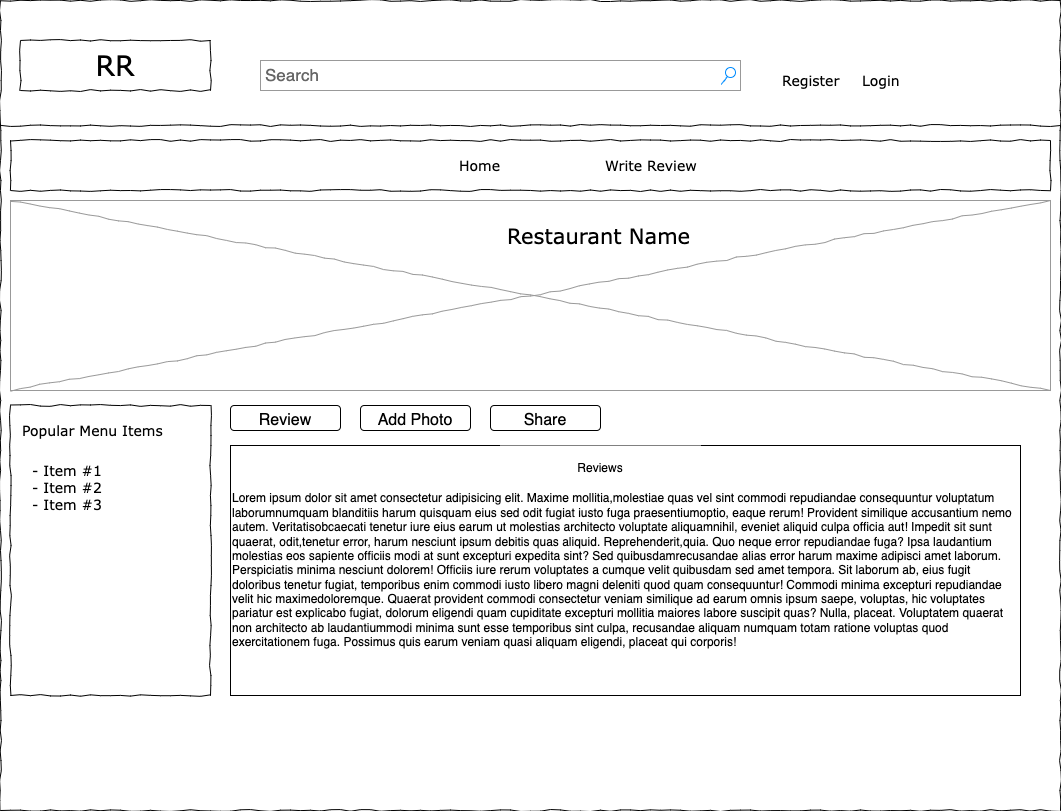 RR
Search
Register Login
Home Write Review
Restaurant Name
Popular Menu Items
- Item #1
- Item #2
- Item #3
Review Add Photo Share
Reviews
Lorem ipsum dolor sit amet consectetur adipisicing elit. Maxime mollitia,molestiae quas vel sint commodi repudiandae consequuntur voluptatum
laborumnumquam blanditiis harum quisquam eius sed odit fugiat iusto fuga praesentiumoptio, eaque rerum! Provident similique accusantium nemo
autem. Veritatisobcaecati tenetur iure eius earum ut molestias architecto voluptate aliquamnihil, eveniet aliquid culpa officia aut! Impedit sit sunt
quaerat, odit,tenetur error, harum nesciunt ipsum debitis quas aliquid. Reprehenderit,quia. Quo neque error repudiandae fuga? Ipsa laudantium
molestias eos sapiente officiis modi at sunt excepturi expedita sint? Sed quibusdamrecusandae alias error harum maxime adipisci amet laborum.
Perspiciatis minima nesciunt dolorem! Officiis iure rerum voluptates a cumque velit quibusdam sed amet tempora. Sit laborum ab, eius fugit
doloribus tenetur fugiat, temporibus enim commodi iusto libero magni deleniti quod quam consequuntur! Commodi minima excepturi repudiandae
velit hic maximedoloremque. Quaerat provident commodi consectetur veniam similique ad earum omnis ipsum saepe, voluptas, hic voluptates
pariatur est explicabo fugiat, dolorum eligendi quam cupiditate excepturi mollitia maiores labore suscipit quas? Nulla, placeat. Voluptatem quaerat
non architecto ab laudantiummodi minima sunt esse temporibus sint culpa, recusandae aliquam numquam totam ratione voluptas quod
exercitationem fuga. Possimus quis earum veniam quasi aliquam eligendi, placeat qui corporis!